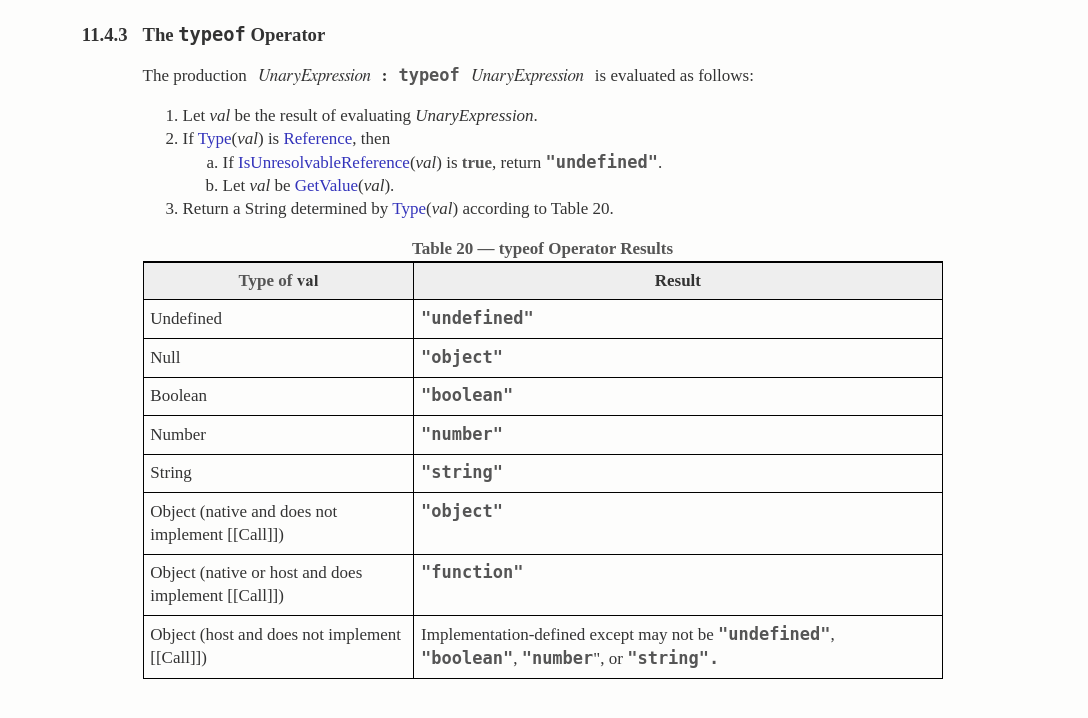 11.4.3 The typeof Operator
The production UnaryExpression : typeof UnaryExpression is evaluated as follows:
1. Let val be the result of evaluating UnaryExpression.
2. If Type(val) is Reference, then
a. If IsUnresolvableReference(val) is true, return "undefined".
b. Let val be GetValue(val).
3. Return a String determined by Type(val) according to Table 20.
Table 20 — typeof Operator Results
Type of val Result
Undefined "undefined"
Null "object"
Boolean "boolean"
Number "number"
String "string"
Object (native and does not "object"
implement [[Call]])
Object (native or host and does "function"
implement [[Call]])
Object (host and does not implement Implementation-defined except may not be "undefined",
[[Call]]) "boolean", "number", or "string".